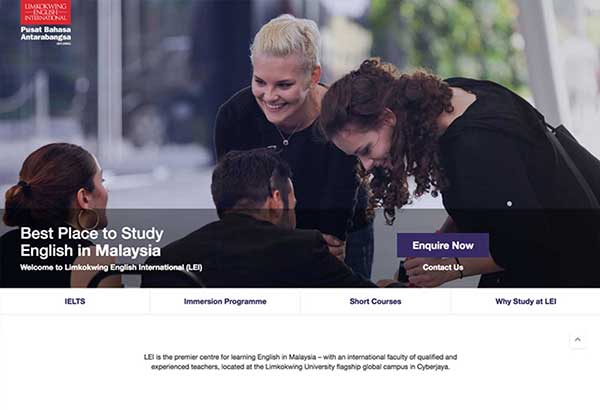 LIMKOKWING
ENGLISH
INTERNATIONAL
Pusat Bahasa
Antarabangsa
Best Place to Study
English in Malaysia
Welcome to Limkokwing English International (LEI)
Enquire Now
Contact Us
IELTS
Immersion Programme
Short Courses
Why Study at LEI
LEI is the premier centre for learning English in Malaysia – with an international faculty of qualified and
experienced teachers, located at the Limkokwing University flagship global campus in Cyberjaya.